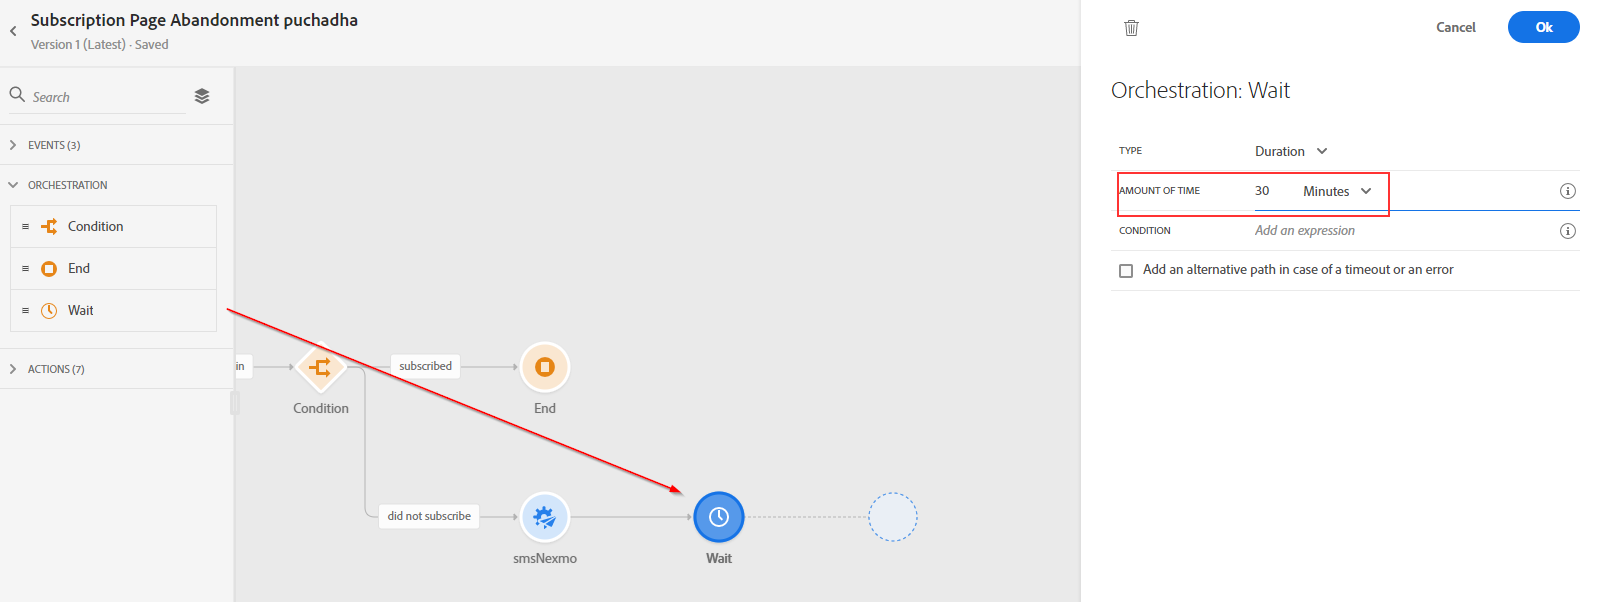 Subscription Page Abandonment puchadha
Version 1 (Latest) · Saved
Search
EVENTS (3)
ORCHESTRATION
Condition
End
Wait
ACTIONS (7)
in
Condition
subscribed
End
did not subscribe
smsNexmo
Wait
Cancel
Ok
Orchestration: Wait
TYPE Duration
AMOUNT OF TIME 30 Minutes
CONDITION Add an expression
Add an alternative path in case of a timeout or an error